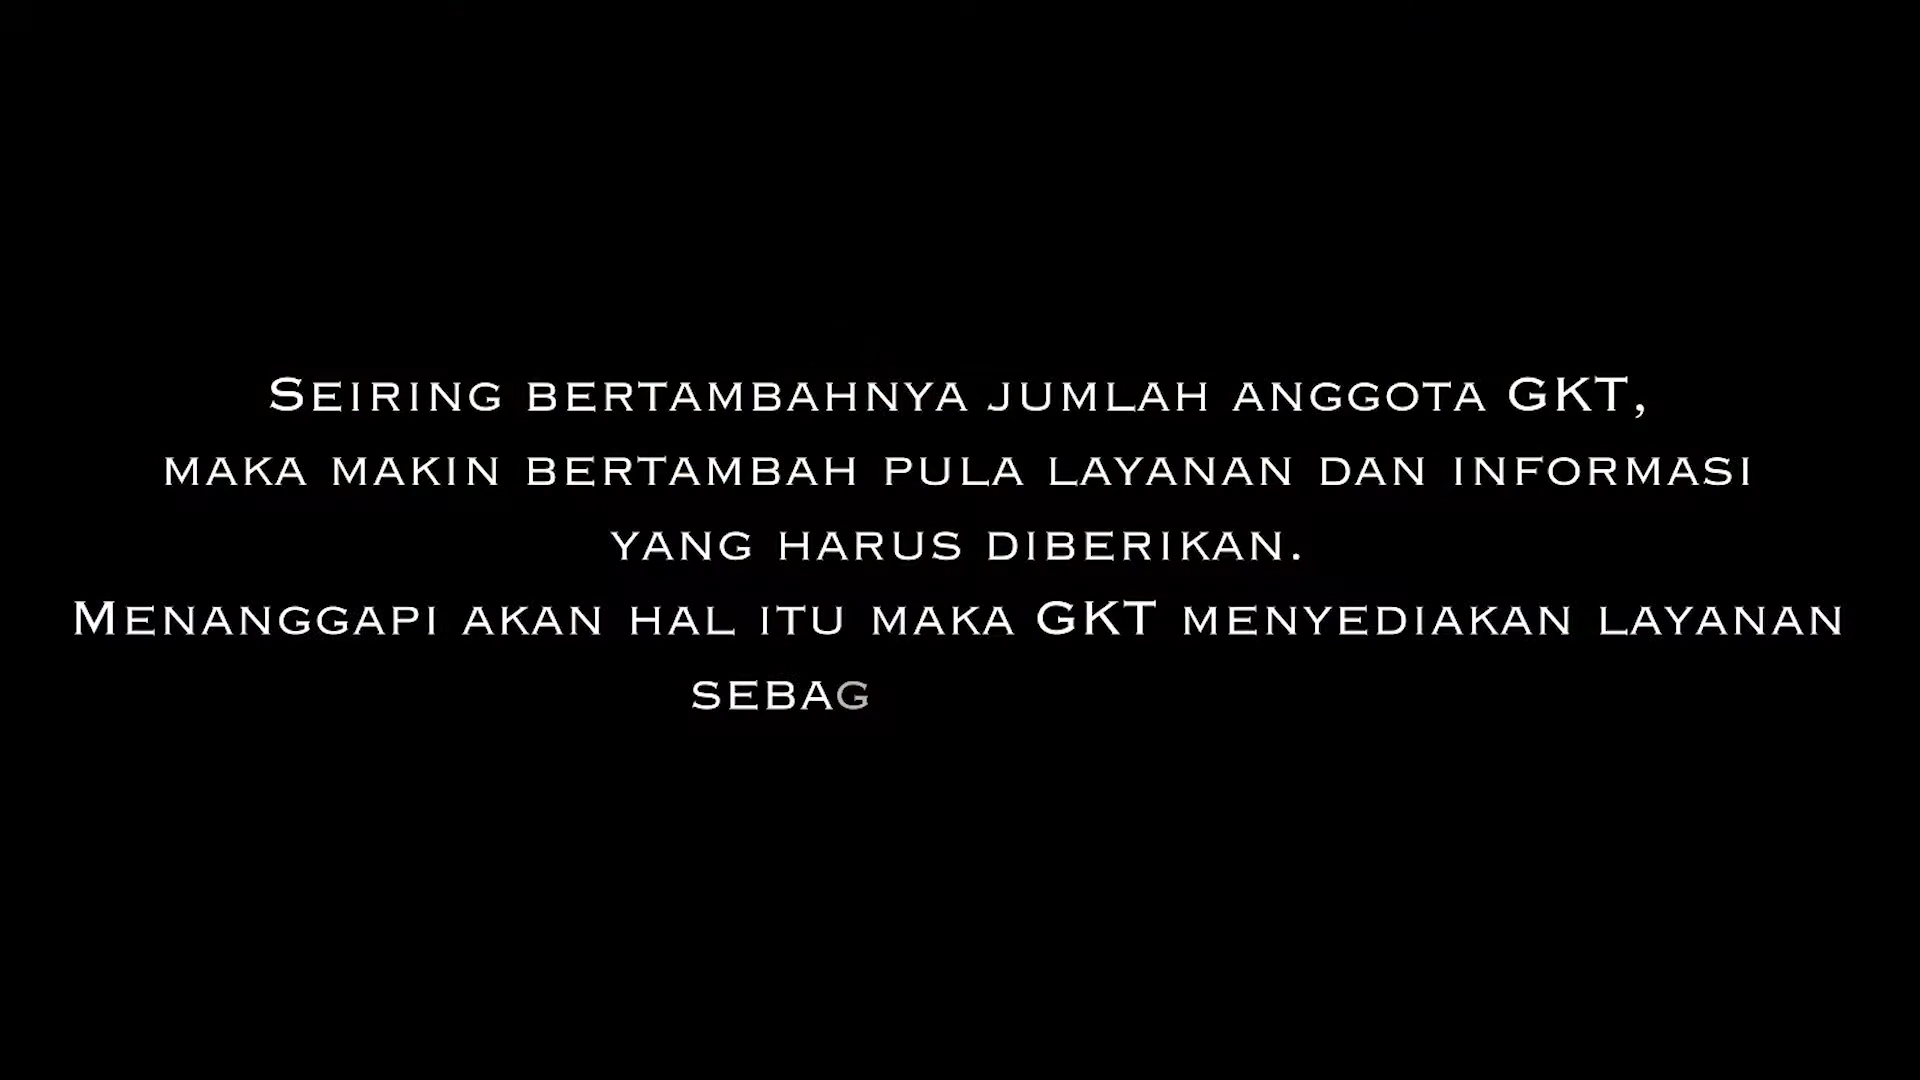 Seiring bertambahnya jumlah anggota GKT,
maka makin bertambah pula layanan dan informasi
yang harus diberikan.
Menanggapi akan hal itu maka GKT menyediakan layanan
sebag